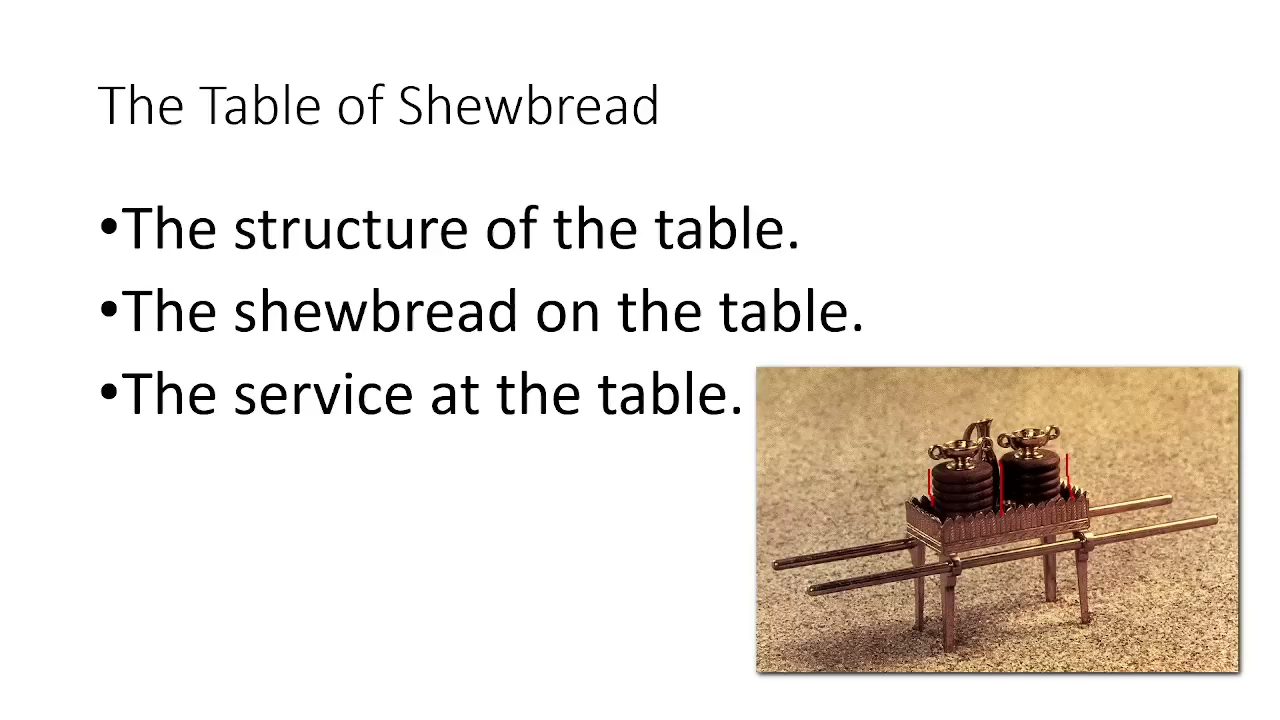 The Table of Shewbread
•The structure of the table.
•The shewbread on the table.
•The service at the table.